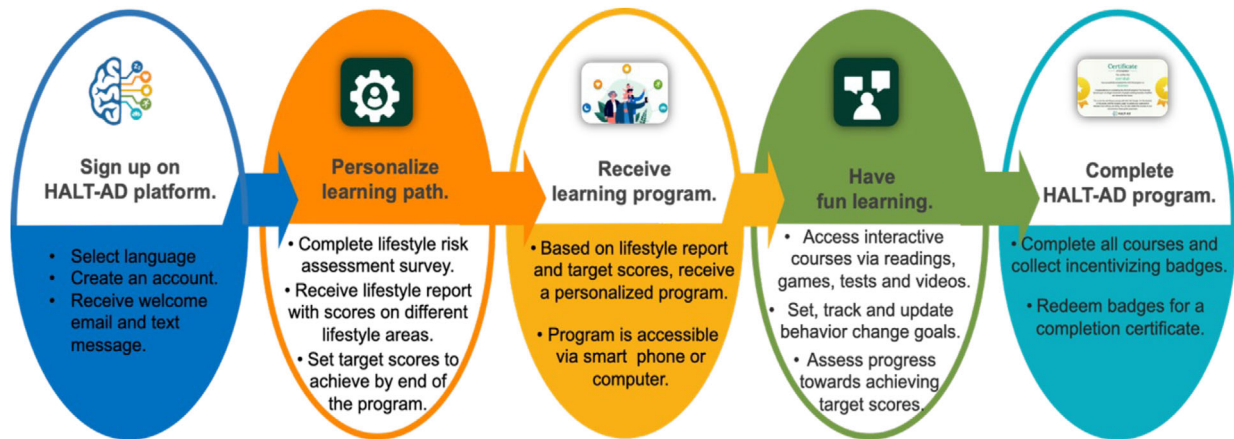 Certificate
Sign up on
HALT-AD platform.
• Select language
• Create an account.
• Receive welcome
email and text
message.
Personalize
learning path.
• Complete lifestyle risk
assessment survey.
• Receive lifestyle report
with scores on different
lifestyle areas.
• Set target scores to
achieve by end of
the program.
Receive
learning program.
• Based on lifestyle report
and target scores, receive
a personalized program.
• Program is accessible
via smart phone or
computer.
Have
fun learning.
• Access interactive
courses via readings,
games, tests and videos.
• Set, track and update
behavior change goals.
• Assess progress
towards achieving
target scores.
Complete
HALT-AD program.
• Complete all courses and
collect incentivizing badges.
• Redeem badges for a
completion certificate.